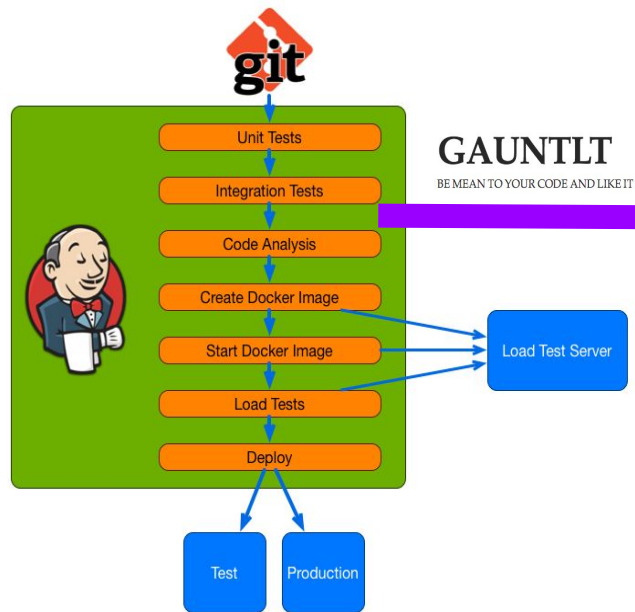 git
Unit Tests
GAUNTLT
BE MEAN TO YOUR CODE AND LIKE IT
Integration Tests
Code Analysis
Create Docker Image
Start Docker Image
Load Test Server
Load Tests
Deploy
Test
Production